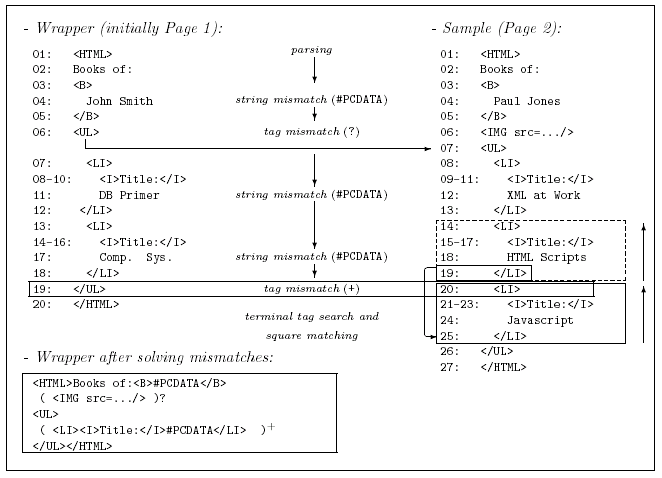 - Wrapper (initially Page 1):
01: <HTML>
02: Books of:
03: <B>
04: John Smith
05: </B>
06: <UL>
07: <LI>
08-10: <I>Title:</I>
11: DB Primer
12: </LI>
13: <LI>
14-16: <I>Title:</I>
17: Comp. Sys.
18: </LI>
19: </UL>
20: </HTML>
parsing
string mismatch (#PCDATA)
tag mismatch (?)
string mismatch (#PCDATA)
string mismatch (#PCDATA)
tag mismatch (+)
terminal tag search and
square matching
- Sample (Page 2):
01: <HTML>
02: Books of:
03: <B>
04: Paul Jones
05: </B>
06: <IMG src=.../>
07: <UL>
08: <LI>
09-11: <I>Title:</I>
12: XML at Work
13: </LI>
14: <LI>
15-17: <I>Title:</I>
18: HTML Scripts
19: </LI>
20: <LI>
21-23: <I>Title:</I>
24: Javascript
25: </LI>
26: </UL>
27: </HTML>
- Wrapper after solving mismatches:
<HTML>Books of:<B>#PCDATA</B>
( <IMG src=.../> )?
<UL>
( <LI><I>Title:</I>#PCDATA</LI> )+
</UL></HTML>